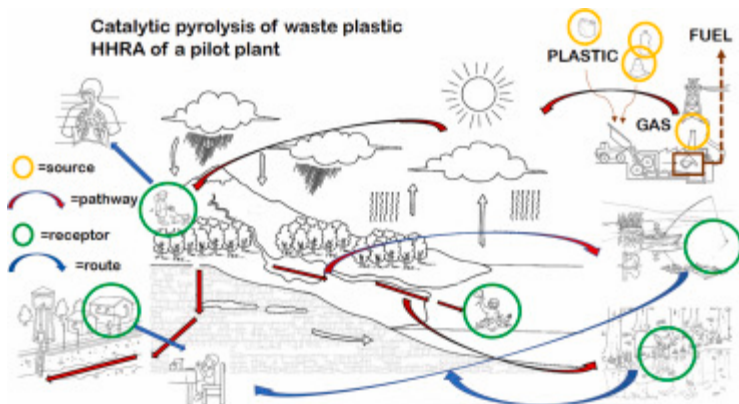 Catalytic pyrolysis of waste plastic
HHRA of a pilot plant
PLASTIC
FUEL
GAS
=source
=pathway
=receptor
=route